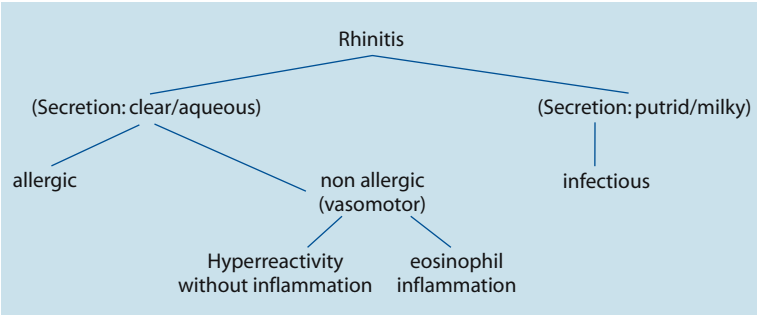 Rhinitis
(Secretion: clear/aqueous)
(Secretion: putrid/milky)
allergic
non allergic
(vasomotor)
infectious
Hyperreactivity
without inflammation
eosinophil
inflammation